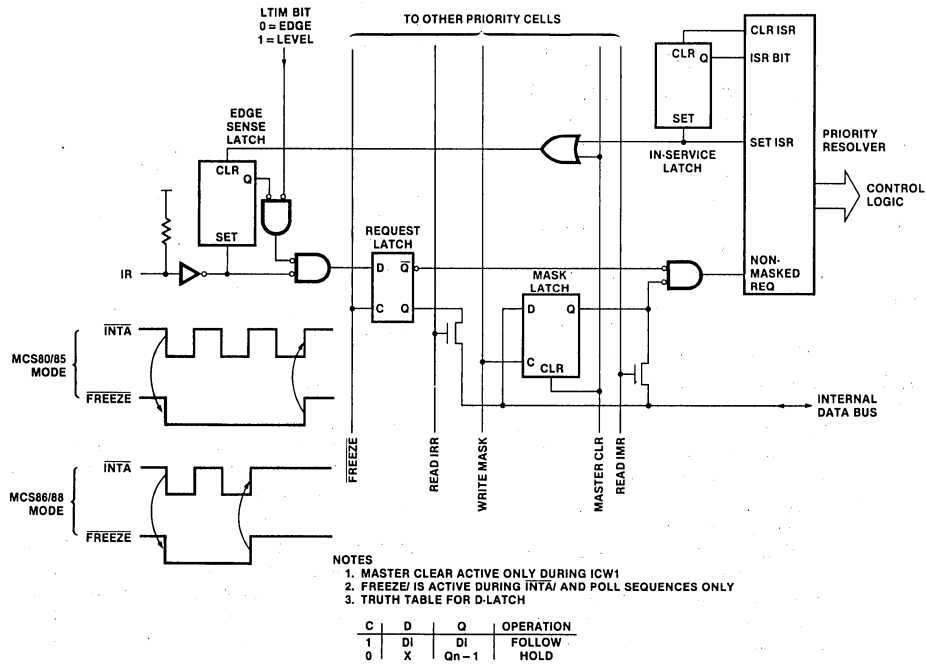 LTIM BIT
0 = EDGE
1 = LEVEL
TO OTHER PRIORITY CELLS
CLR ISR
CLR
Q
ISR BIT
SET
SET ISR
IN-SERVICE
LATCH
PRIORITY
RESOLVER
CONTROL
LOGIC
EDGE
SENSE
LATCH
CLR
Q
SET
REQUEST
LATCH
IR
D
Q
C
Q
MASK
LATCH
D
Q
C
CLR
NON-
MASKED
REQ
INTERNAL
DATA BUS
INTA
MCS80/85
MODE
FREEZE
INTA
MCS86/88
MODE
FREEZE
FREEZE
READ IRR
WRITE MASK
MASTER CLR
READ IMR
NOTES
1. MASTER CLEAR ACTIVE ONLY DURING ICW1
2. FREEZE/ IS ACTIVE DURING INTA/ AND POLL SEQUENCES ONLY
3. TRUTH TABLE FOR D-LATCH
C D Q OPERATION
1 DI DI FOLLOW
0 X Qn – 1 HOLD